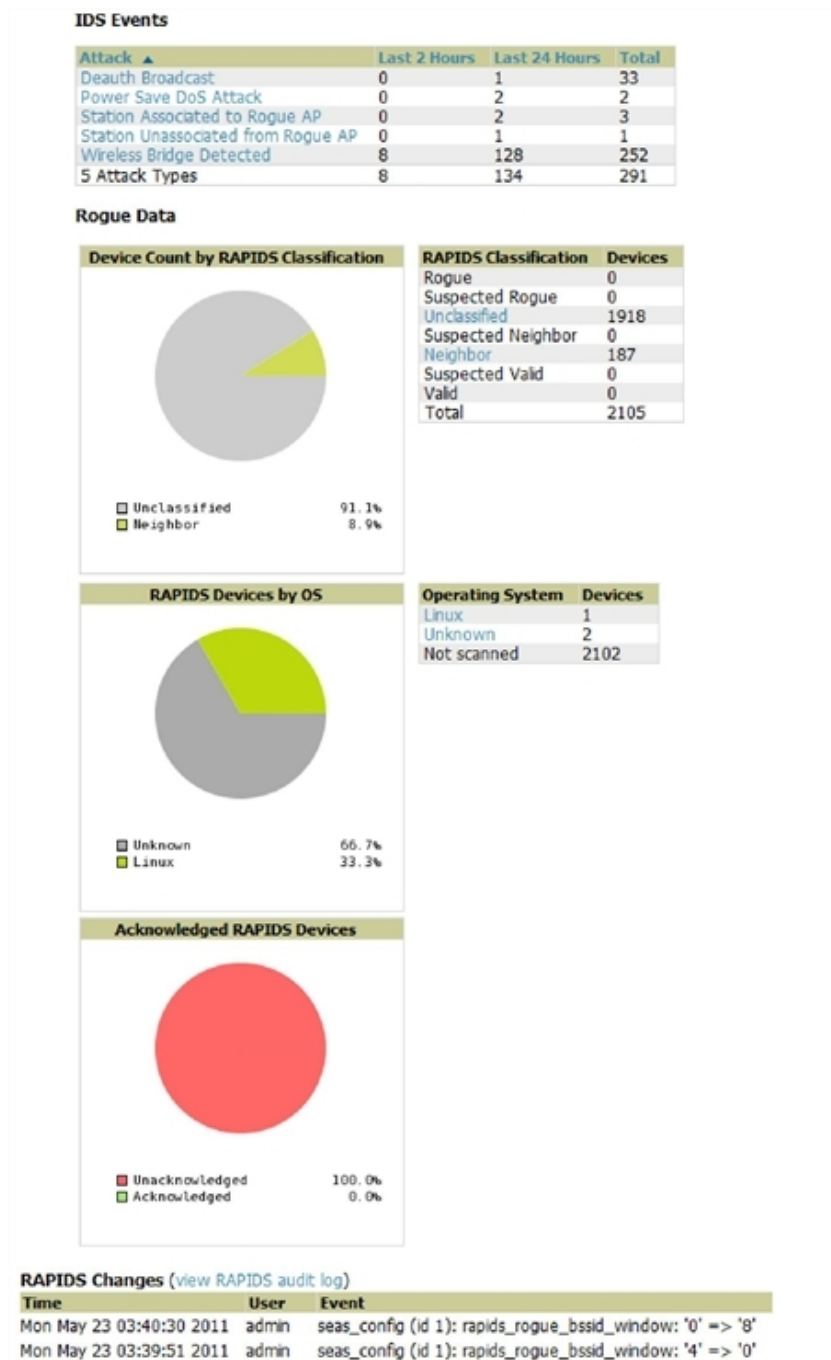 IDS Events
Attack ▲ Last 2 Hours Last 24 Hours Total
Deauth Broadcast 0 1 33
Power Save DoS Attack 0 2 2
Station Associated to Rogue AP 0 2 3
Station Unassociated from Rogue AP 0 1 1
Wireless Bridge Detected 8 128 252
5 Attack Types 8 134 291
Rogue Data
Device Count by RAPIDS Classification
Unclassified 91.1%
Neighbor 8.9%
RAPIDS Classification Devices
Rogue 0
Suspected Rogue 0
Unclassified 1918
Suspected Neighbor 0
Neighbor 187
Suspected Valid 0
Valid 0
Total 2105
RAPIDS Devices by OS
Unknown 66.7%
Linux 33.3%
Operating System Devices
Linux 1
Unknown 2
Not scanned 2102
Acknowledged RAPIDS Devices
Unacknowledged 100.0%
Acknowledged 0.0%
RAPIDS Changes (view RAPIDS audit log)
Time User Event
Mon May 23 03:40:30 2011 admin seas_config (id 1): rapids_rogue_bssid_window: '0' => '8'
Mon May 23 03:39:51 2011 admin seas_config (id 1): rapids_rogue_bssid_window: '4' => '0'